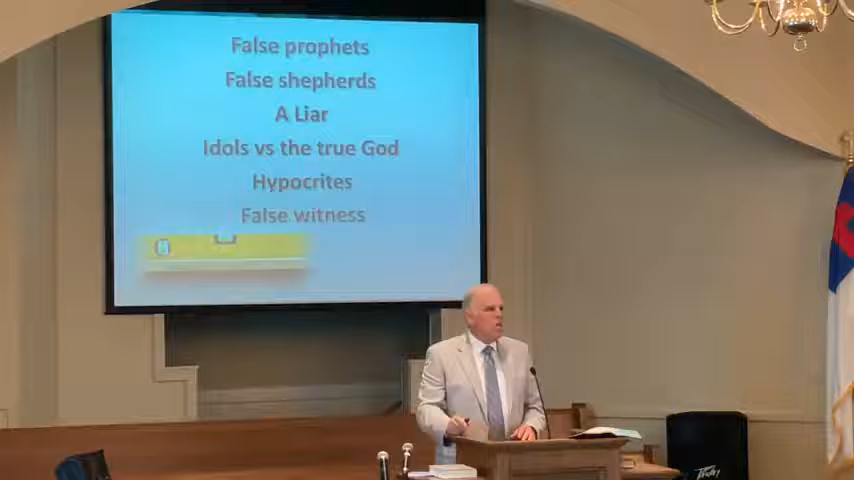 False prophets
False shepherds
A Liar
Idols vs the true God
Hypocrites
False witness